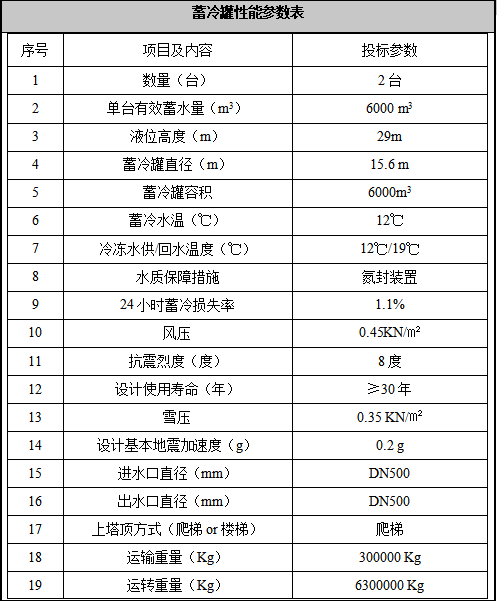 蓄冷罐性能参数表
序号 项目及内容 投标参数
1 数量（台） 2台
2 单台有效蓄水量（m³） 6000 m³
3 液位高度（m） 29m
4 蓄冷罐直径（m） 15.6 m
5 蓄冷罐容积 6000m³
6 蓄冷水温（℃） 12℃
7 冷冻水供/回水温度（℃） 12℃/19℃
8 水质保障措施 氮封装置
9 24小时蓄冷损失率 1.1%
10 风压 0.45KN/㎡
11 抗震烈度（度） 8度
12 设计使用寿命（年） ≥30年
13 雪压 0.35 KN/㎡
14 设计基本地震加速度（g） 0.2 g
15 进水口直径（mm） DN500
16 出水口直径（mm） DN500
17 上塔顶方式（爬梯 or 楼梯） 爬梯
18 运输重量（Kg） 300000 Kg
19 运转重量（Kg） 6300000 Kg